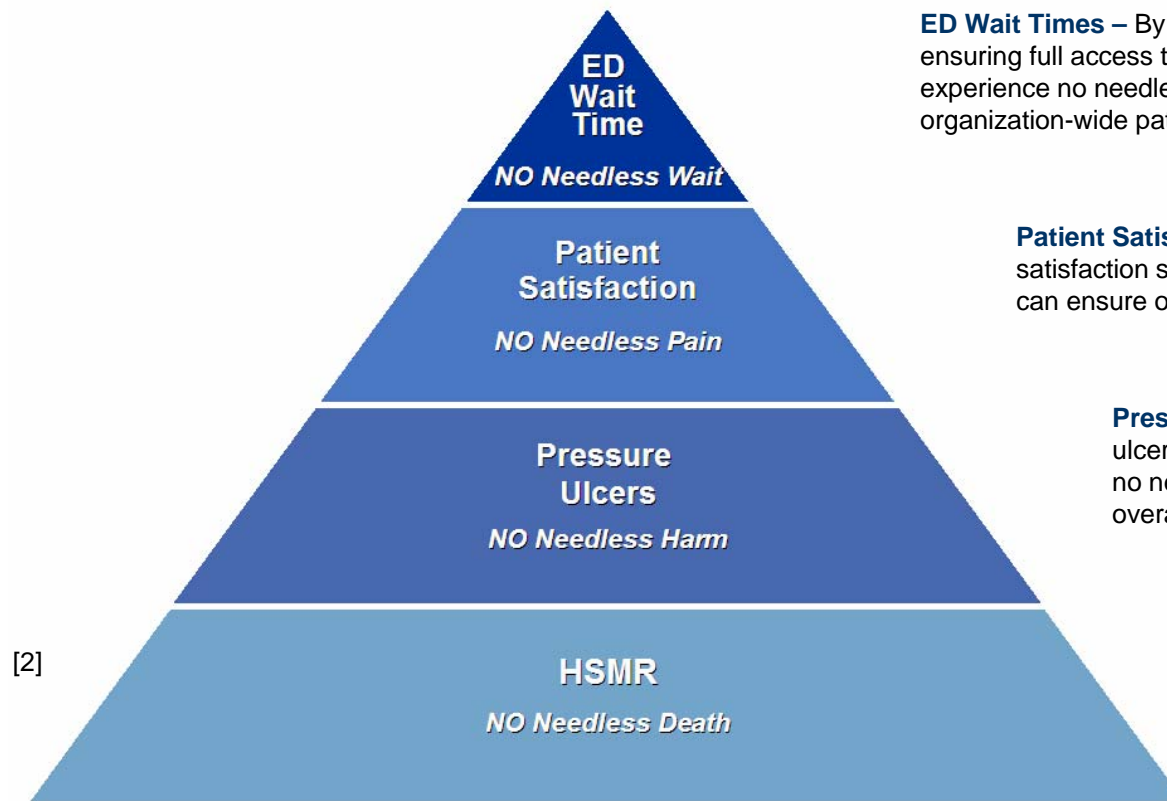 ED
Wait
Time
NO Needless Wait
ED Wait Times – By
ensuring full access t
experience no needle
organization-wide pat
Patient
Satisfaction
NO Needless Pain
Patient Satis
satisfaction s
can ensure o
Pressure
Ulcers
NO Needless Harm
Pres
ulcer
no ne
overa
[2]
HSMR
NO Needless Death